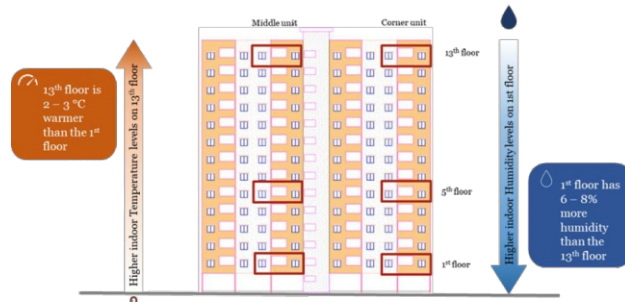 Middle unit
Corner unit
13th floor is
2 – 3 °C
warmer
than the 1st
floor
Higher indoor Temperature levels on 13th floor
13th floor
5th floor
1st floor
Higher indoor Humidity levels on 1st floor
1st floor has
6 – 8%
more
humidity
than the
13th floor